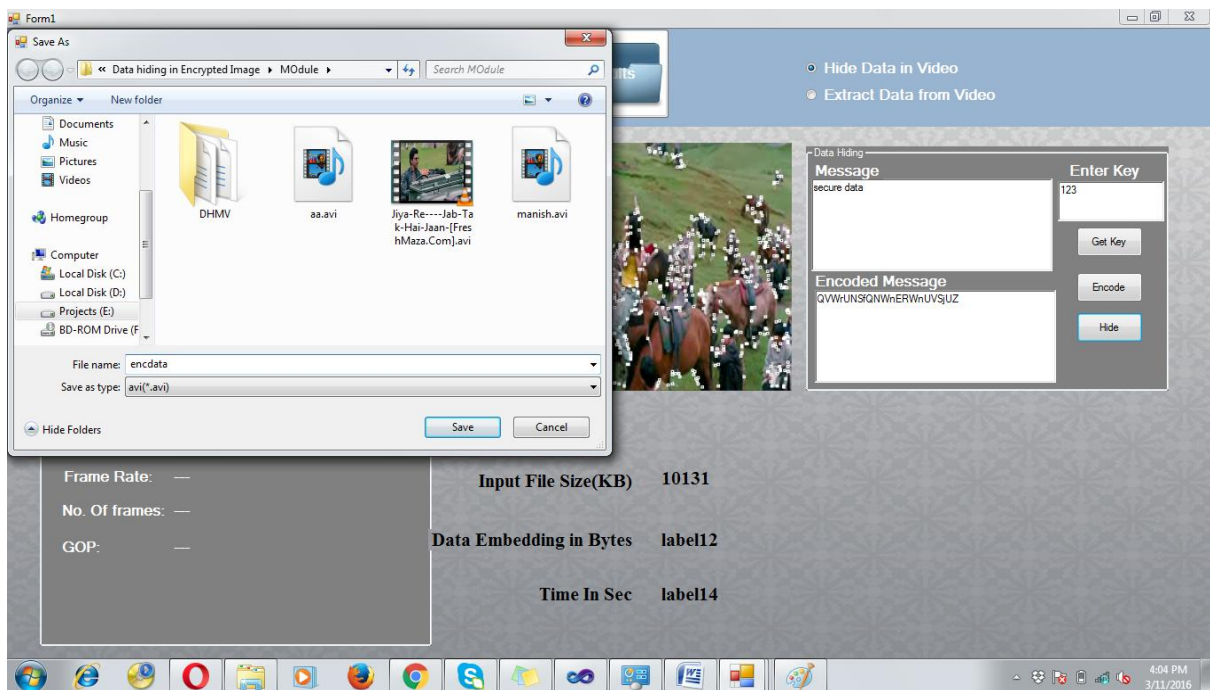 Form1
Save As
« Data hiding in Encrypted Image ▸ MOdule ▸
Search MOdule
Organize
New folder
Documents
Music
Pictures
Videos
Homegroup
Computer
Local Disk (C:)
Local Disk (D:)
Projects (E:)
BD-ROM Drive (F
DHMV
aa.avi
Jiya-Re----Jab-Ta
k-Hai-Jaan-[Fres
hMaza.Com].avi
manish.avi
File name: encdata
Save as type: avi(*.avi)
Hide Folders
Save
Cancel
ults
Hide Data in Video
Extract Data from Video
Data Hiding
Message
secure data
Enter Key
123
Get Key
Encoded Message
QVWrUNSfQNWnERWnUVSjUZ
Encode
Hide
Frame Rate: ---
No. Of frames: ---
GOP: ---
Input File Size(KB) 10131
Data Embedding in Bytes label12
Time In Sec label14
4:04 PM
3/11/2016